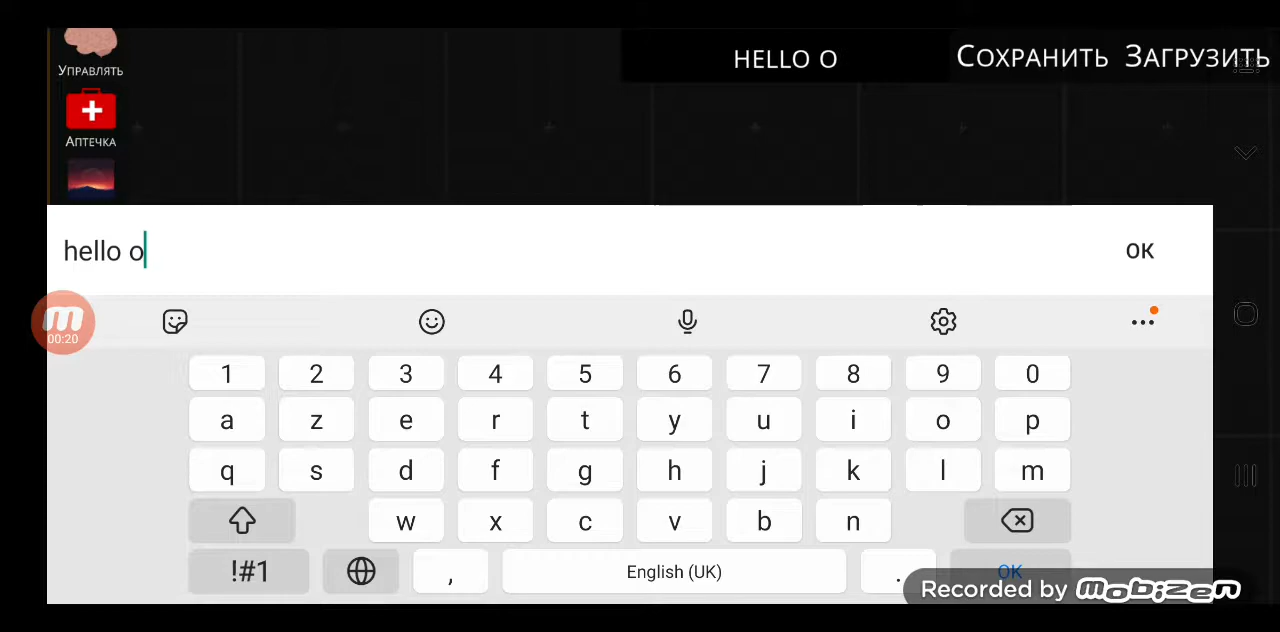 HELLO O
СОХРАНИТЬ ЗАГРУЗИТЬ
УПРАВЛЯТЬ
АПТЕЧКА
hello o
OK
00:20
1 2 3 4 5 6 7 8 9 0
a z e r t y u i o p
q s d f g h j k l m
w x c v b n
!#1 , English (UK) . OK
Recorded by mobizen